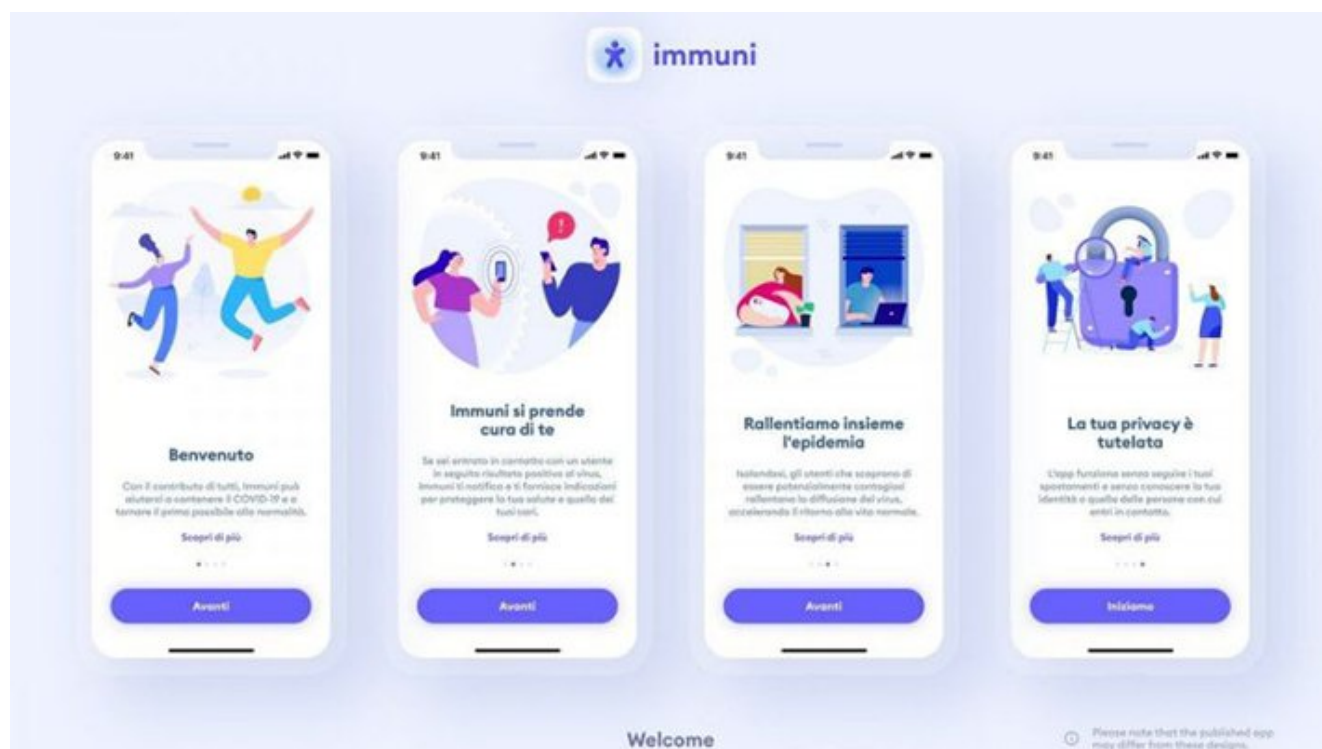 immuni
9:41
Benvenuto
Con il contributo di tutti, Immuni può
aiutarci a contenere il COVID-19 e a
tornare il prima possibile alla normalità.
Scopri di più
Avanti
9:41
!
Immuni si prende
cura di te
Se sei entrato in contatto con un utente
in seguito risultato positivo al virus,
Immuni ti notifica e ti fornisce indicazioni
per proteggere la tua salute e quella dei
tuoi cari.
Scopri di più
Avanti
9:41
Rallentiamo insieme
l'epidemia
Isolandosi, gli utenti che scoprono di
essere potenzialmente contagiosi
rallentano la diffusione del virus,
accelerando il ritorno alla vita normale.
Scopri di più
Avanti
9:41
La tua privacy è
tutelata
L'app funziona senza seguire i tuoi
spostamenti e senza conoscere la tua
identità o quella delle persone con cui
entri in contatto.
Scopri di più
Iniziamo
Welcome
Please note that the published app
may differ from these designs.